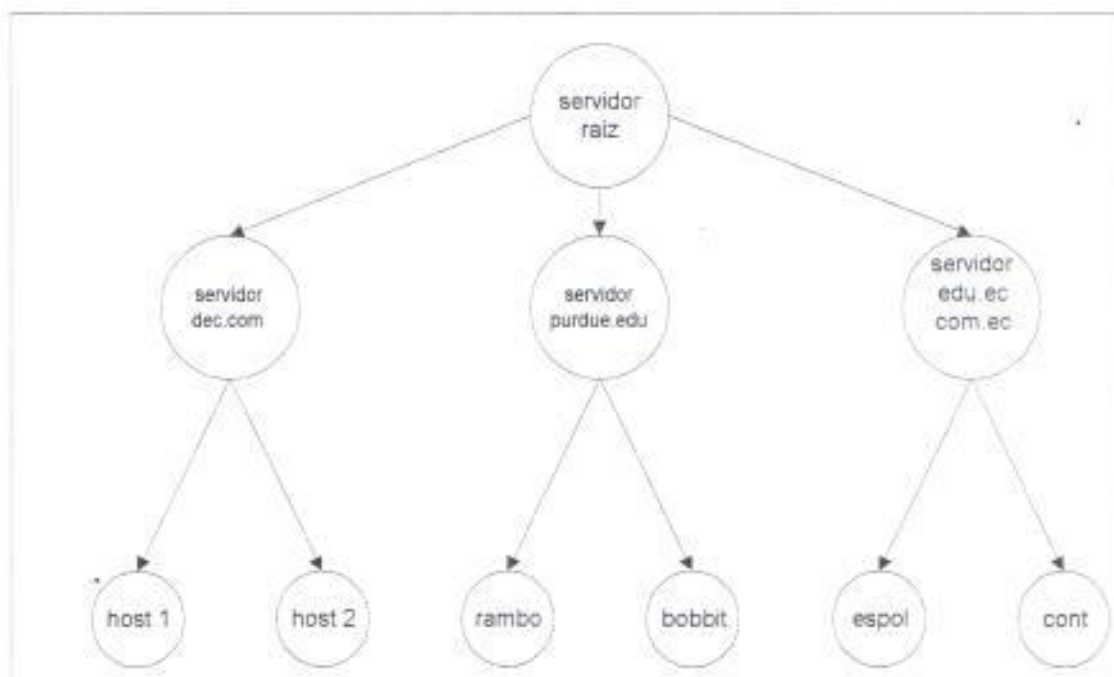 servidor
raiz
servidor
dec.com
servidor
purdue.edu
servidor
edu.ec
com.ec
host 1
host 2
rambo
bobbit
espol
cont